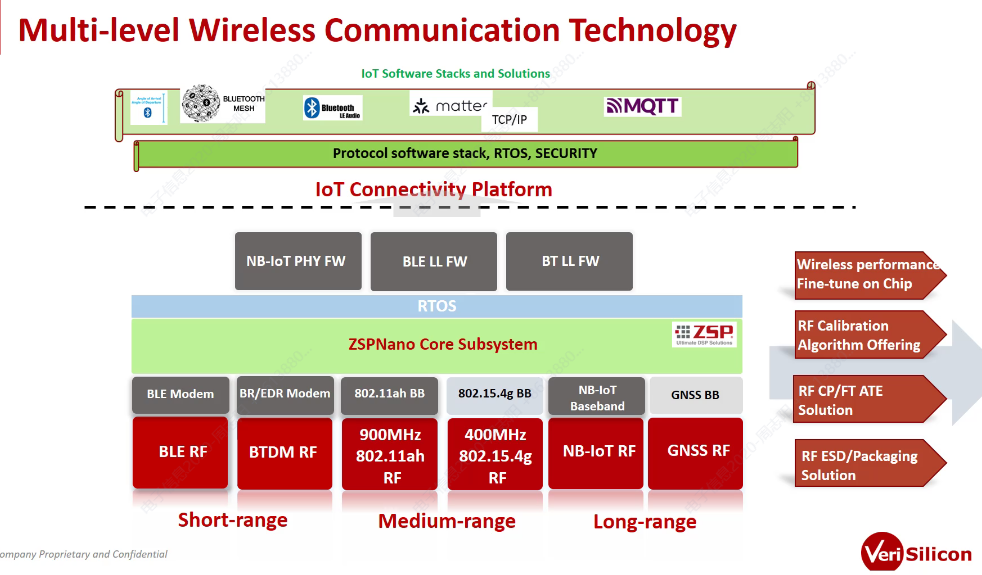 Multi-level Wireless Communication Technology
IoT Software Stacks and Solutions
BLUETOOTH
MESH
Bluetooth
LE Audio
matter
TCP/IP
MQTT
Protocol software stack, RTOS, SECURITY
IoT Connectivity Platform
NB-IoT PHY FW
BLE LL FW
BT LL FW
RTOS
ZSPNano Core Subsystem
ZSP
Ultimate DSP Solutions
BLE Modem
BR/EDR Modem
802.11ah BB
802.15.4g BB
NB-IoT
Baseband
GNSS BB
BLE RF
BTDM RF
900MHz
802.11ah
RF
400MHz
802.15.4g
RF
NB-IoT RF
GNSS RF
Short-range
Medium-range
Long-range
Wireless performance
Fine-tune on Chip
RF Calibration
Algorithm Offering
RF CP/FT ATE
Solution
RF ESD/Packaging
Solution
ompany Proprietary and Confidential
VeriSilicon